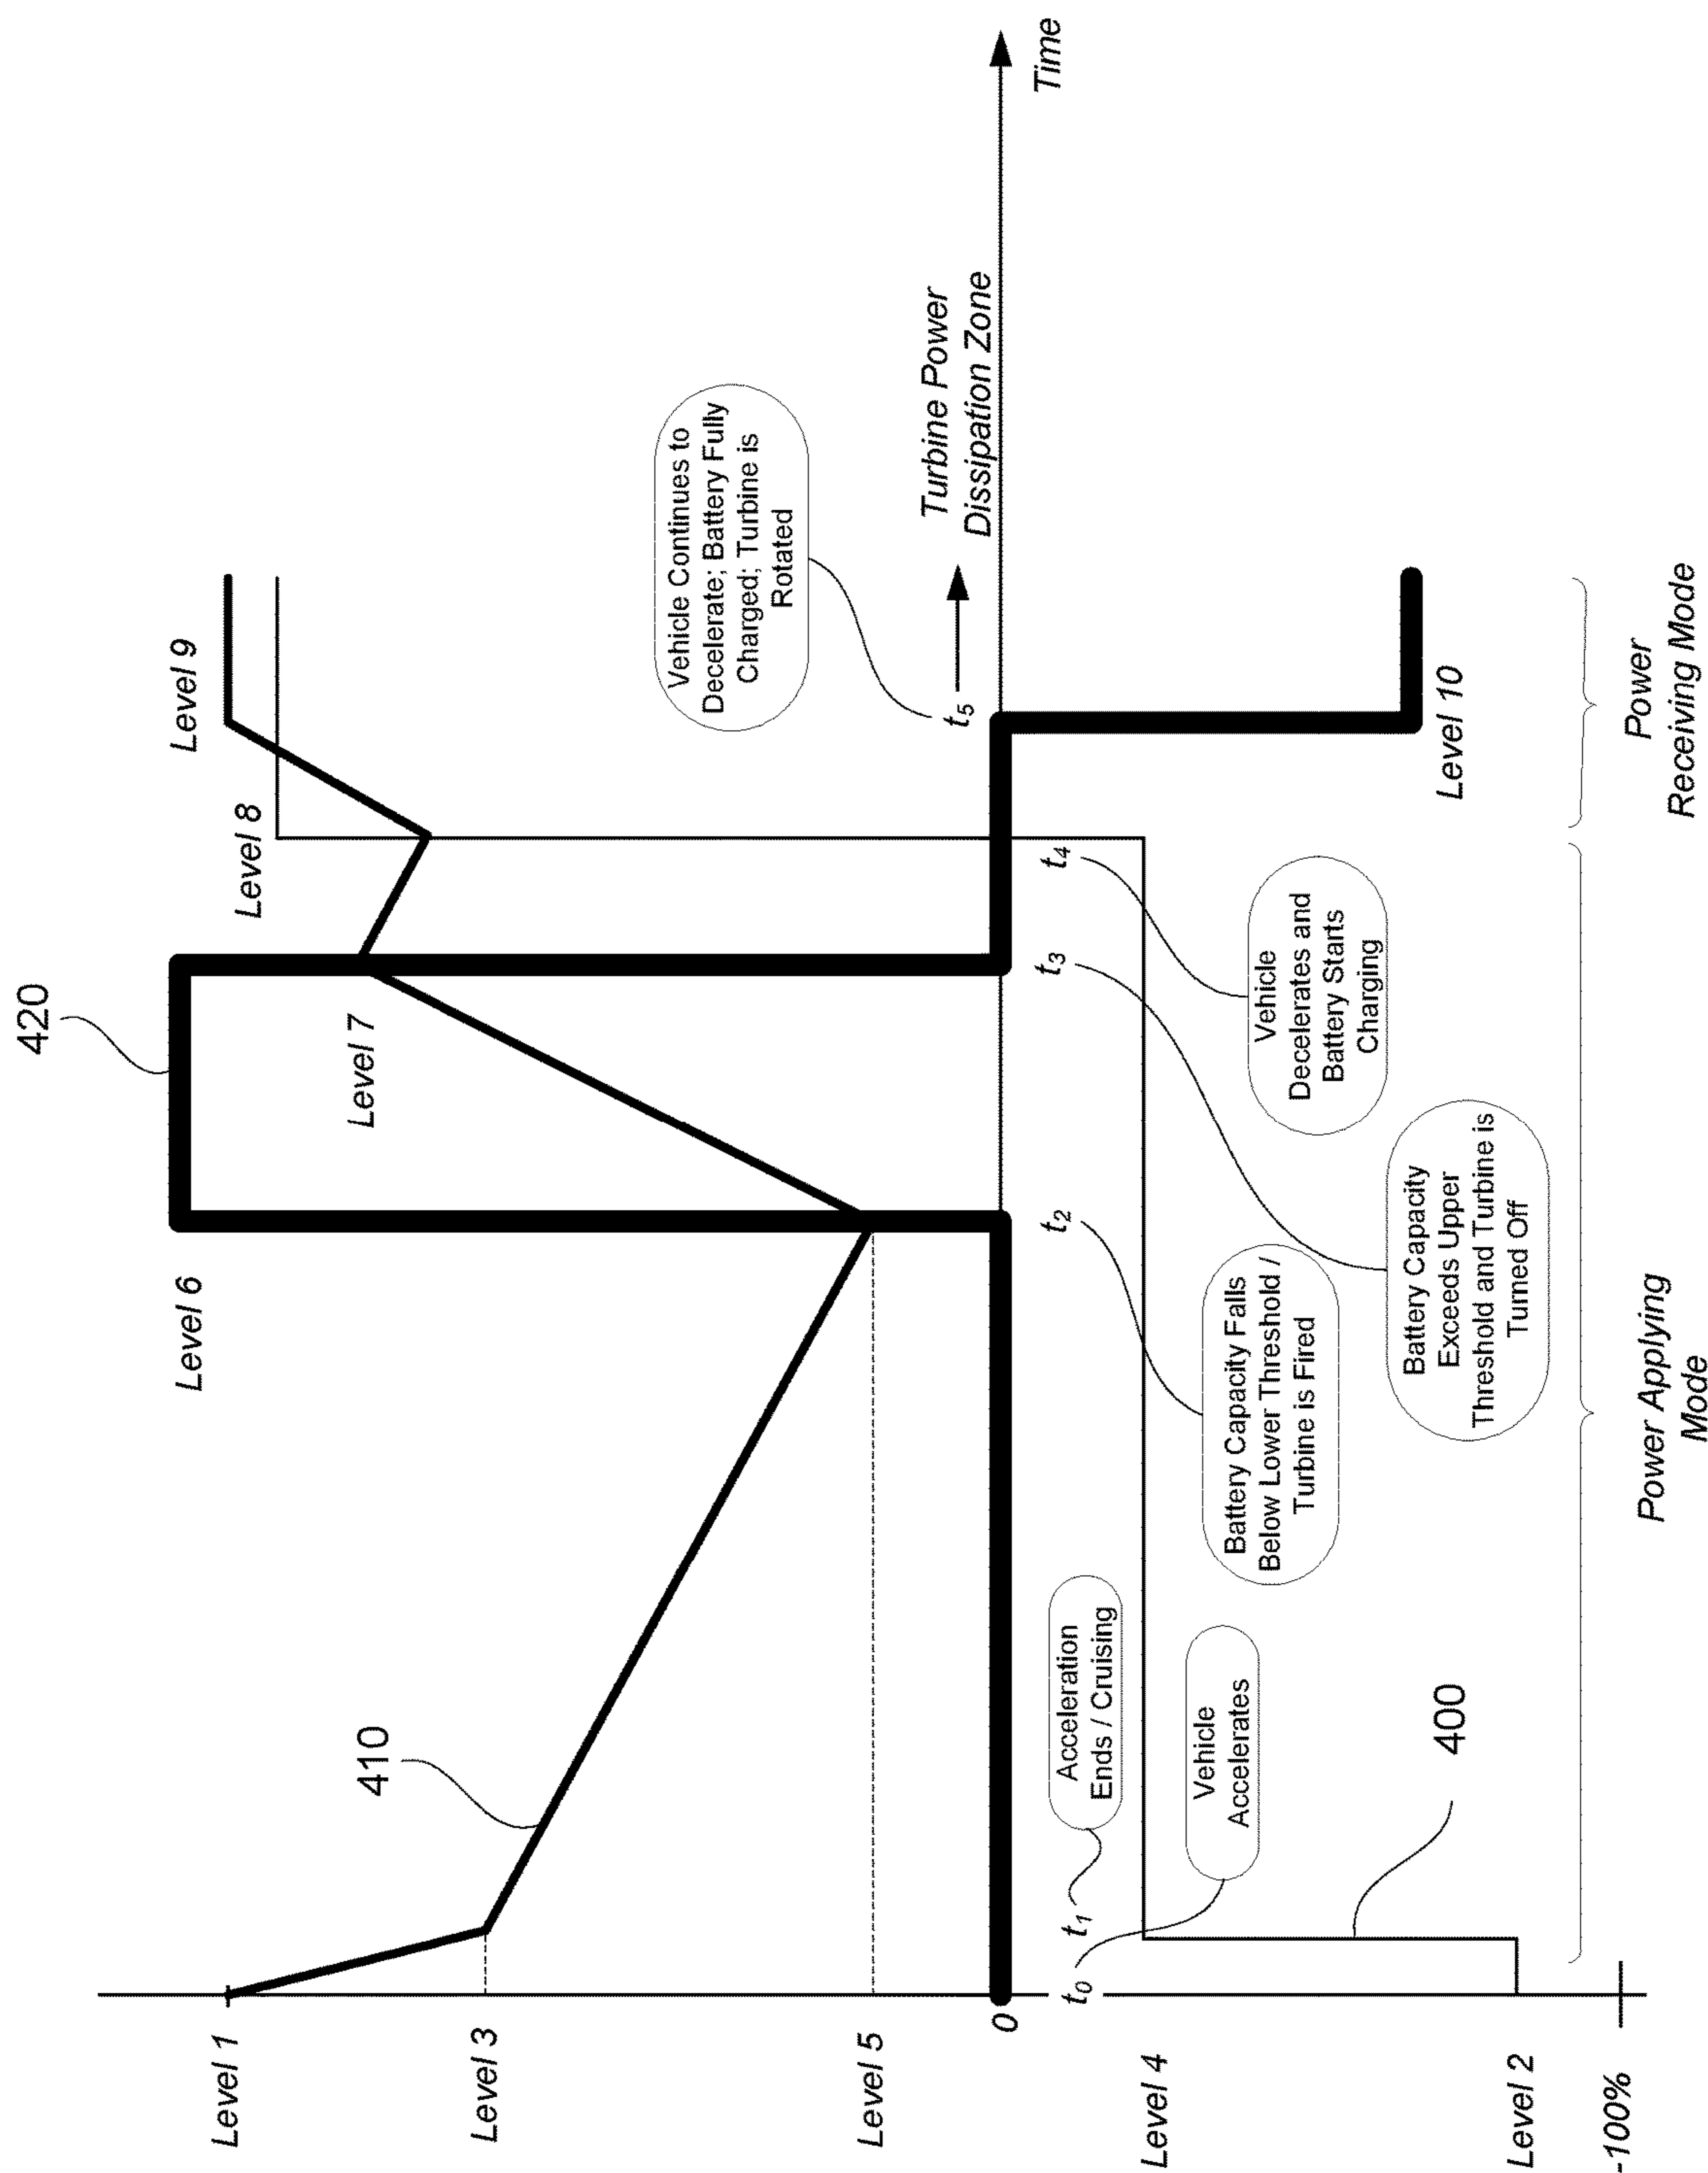 420
Level 6
Level 7
Level 8
Level 9
410
Level 1
Level 3
Level 5
0
Level 4
Level 2
-100%
Vehicle Continues to
Decelerate; Battery Fully
Charged; Turbine is
Rotated
Turbine Power
Dissipation Zone
Time
t0
t1
t2
t3
t4
t5
Acceleration
Ends / Cruising
Vehicle
Accelerates
Battery Capacity Falls
Below Lower Threshold /
Turbine is Fired
Battery Capacity
Exceeds Upper
Threshold and Turbine is
Turned Off
Vehicle
Decelerates and
Battery Starts
Charging
Level 10
400
Power Applying
Mode
Power
Receiving Mode